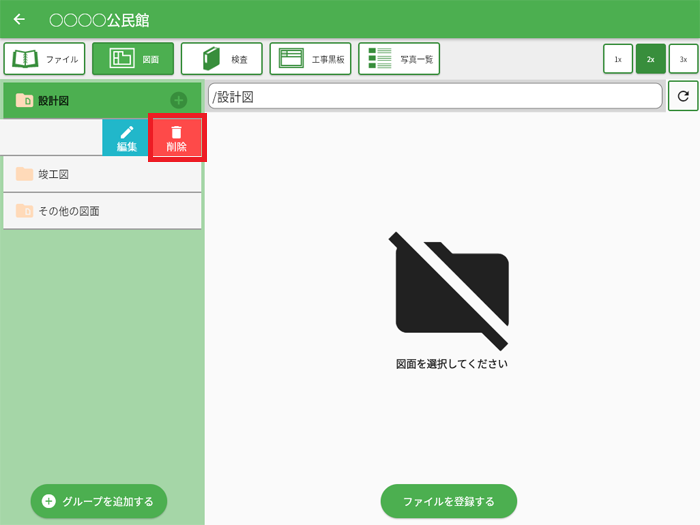 ○○○○公民館
ファイル
図面
検査
工事黒板
写真一覧
1x
2x
3x
設計図
/設計図
編集
削除
竣工図
その他の図面
図面を選択してください
グループを追加する
ファイルを登録する